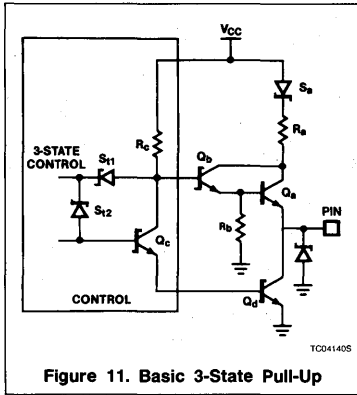 VCC
Sa
Rc
Ra
3-STATE
CONTROL
St1
Qb
Qa
St2
PIN
Rb
Qc
Qd
CONTROL
TC04140S
Figure 11. Basic 3-State Pull-Up